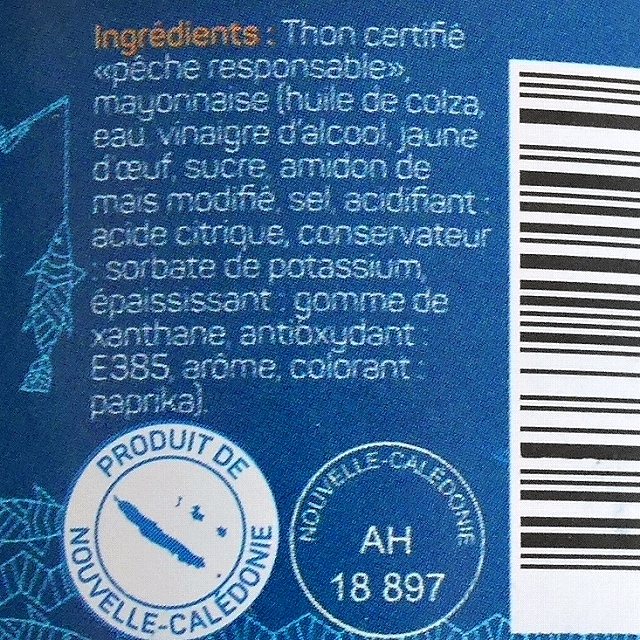 Ingrédients : Thon certifié
«pêche responsable»,
mayonnaise (huile de colza,
eau, vinaigre d'alcool, jaune
d'œuf, sucre, amidon de
maïs modifié, sel, acidifiant :
acide citrique, conservateur
: sorbate de potassium,
épaississant : gomme de
xanthane, antioxydant :
E385, arôme, colorant :
paprika).
PRODUIT DE
NOUVELLE-CALÉDONIE
NOUVELLE-CALÉDONIE
AH
18 897